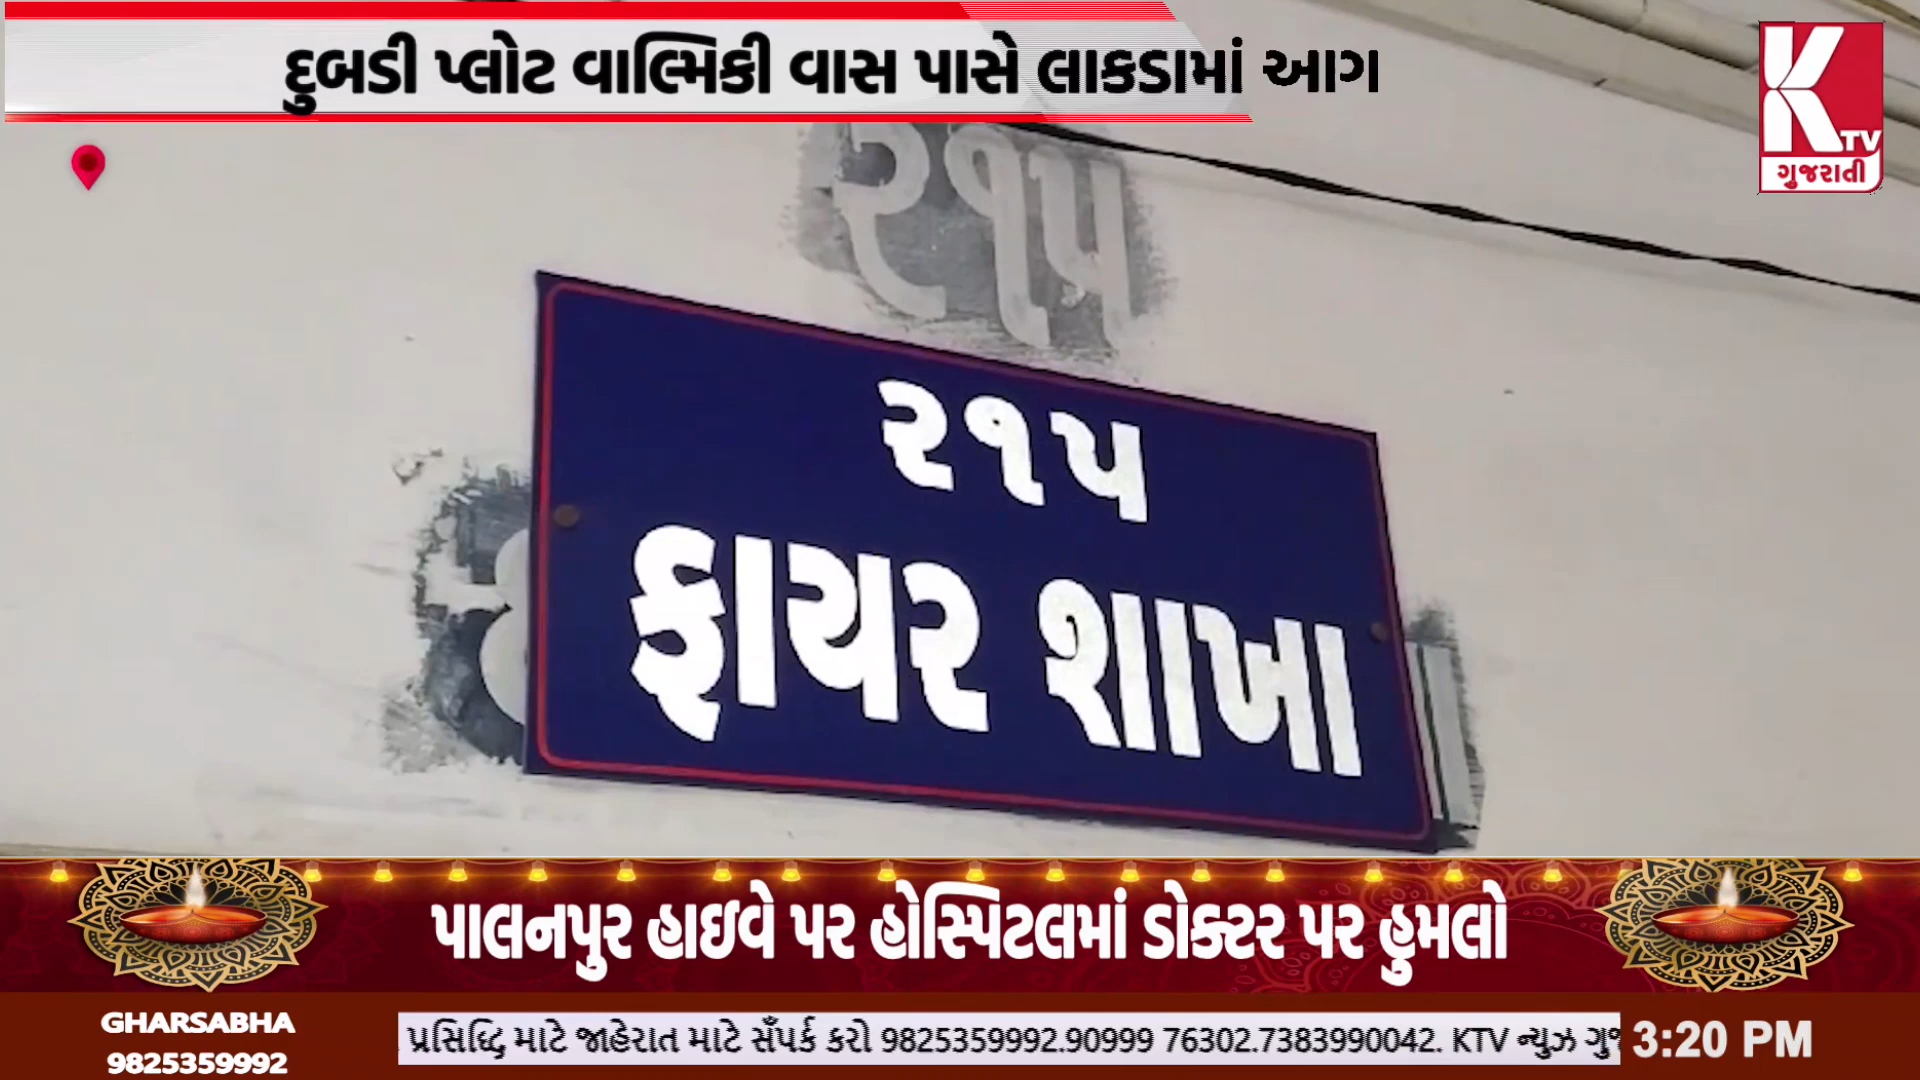 દુબડી પ્લોટ વાલ્મિકી વાસ પાસે લાકડામાં આગ
KTV
ગુજરાતી
૨૧૫
૨૧૫
ફાયર શાખા
પાલનપુર હાઇવે પર હોસ્પિટલમાં ડોક્ટર પર હુમલો
GHARSABHA
9825359992
પ્રસિદ્ધિ માટે જાહેરાત માટે સઁપર્ક કરો 9825359992.90999 76302.7383990042. KTV ન્યુઝ ગુજ
3:20 PM